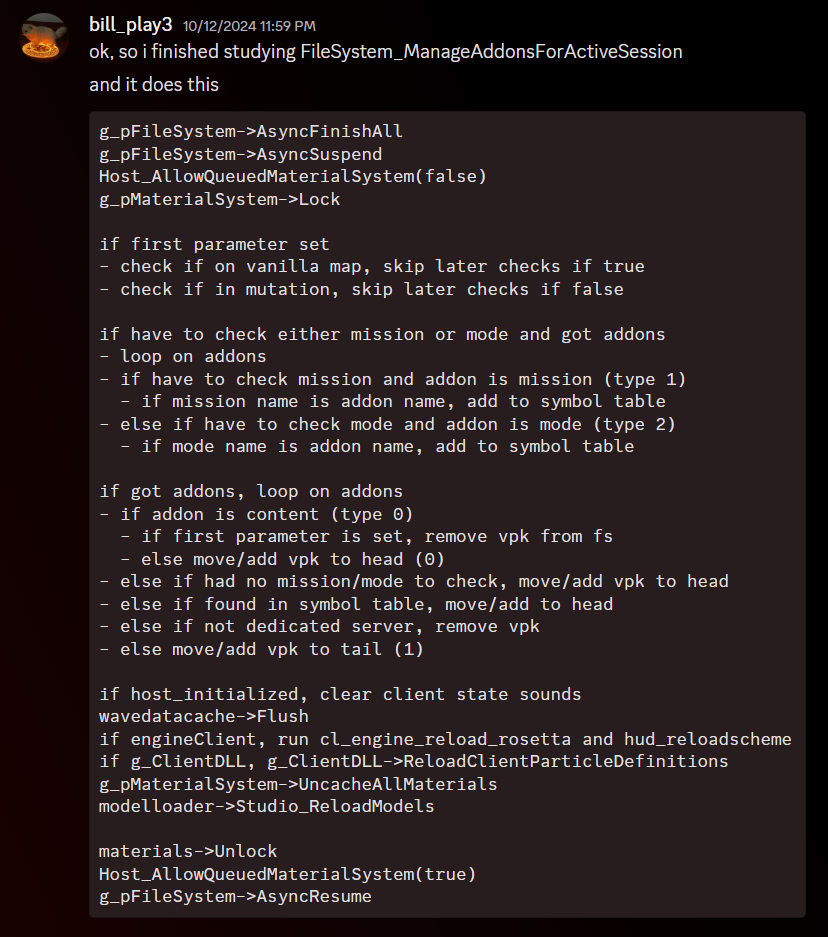 bill_play3 10/12/2024 11:59 PM
ok, so i finished studying FileSystem_ManageAddonsForActiveSession
and it does this
g_pFileSystem->AsyncFinishAll
g_pFileSystem->AsyncSuspend
Host_AllowQueuedMaterialSystem(false)
g_pMaterialSystem->Lock

if first parameter set
- check if on vanilla map, skip later checks if true
- check if in mutation, skip later checks if false

if have to check either mission or mode and got addons
- loop on addons
- if have to check mission and addon is mission (type 1)
  - if mission name is addon name, add to symbol table
- else if have to check mode and addon is mode (type 2)
  - if mode name is addon name, add to symbol table

if got addons, loop on addons
- if addon is content (type 0)
  - if first parameter is set, remove vpk from fs
  - else move/add vpk to head (0)
- else if had no mission/mode to check, move/add vpk to head
- else if found in symbol table, move/add to head
- else if not dedicated server, remove vpk
- else move/add vpk to tail (1)

if host_initialized, clear client state sounds
wavedatacache->Flush
if engineClient, run cl_engine_reload_rosetta and hud_reloadscheme
if g_ClientDLL, g_ClientDLL->ReloadClientParticleDefinitions
g_pMaterialSystem->UncacheAllMaterials
modelloader->Studio_ReloadModels

materials->Unlock
Host_AllowQueuedMaterialSystem(true)
g_pFileSystem->AsyncResume